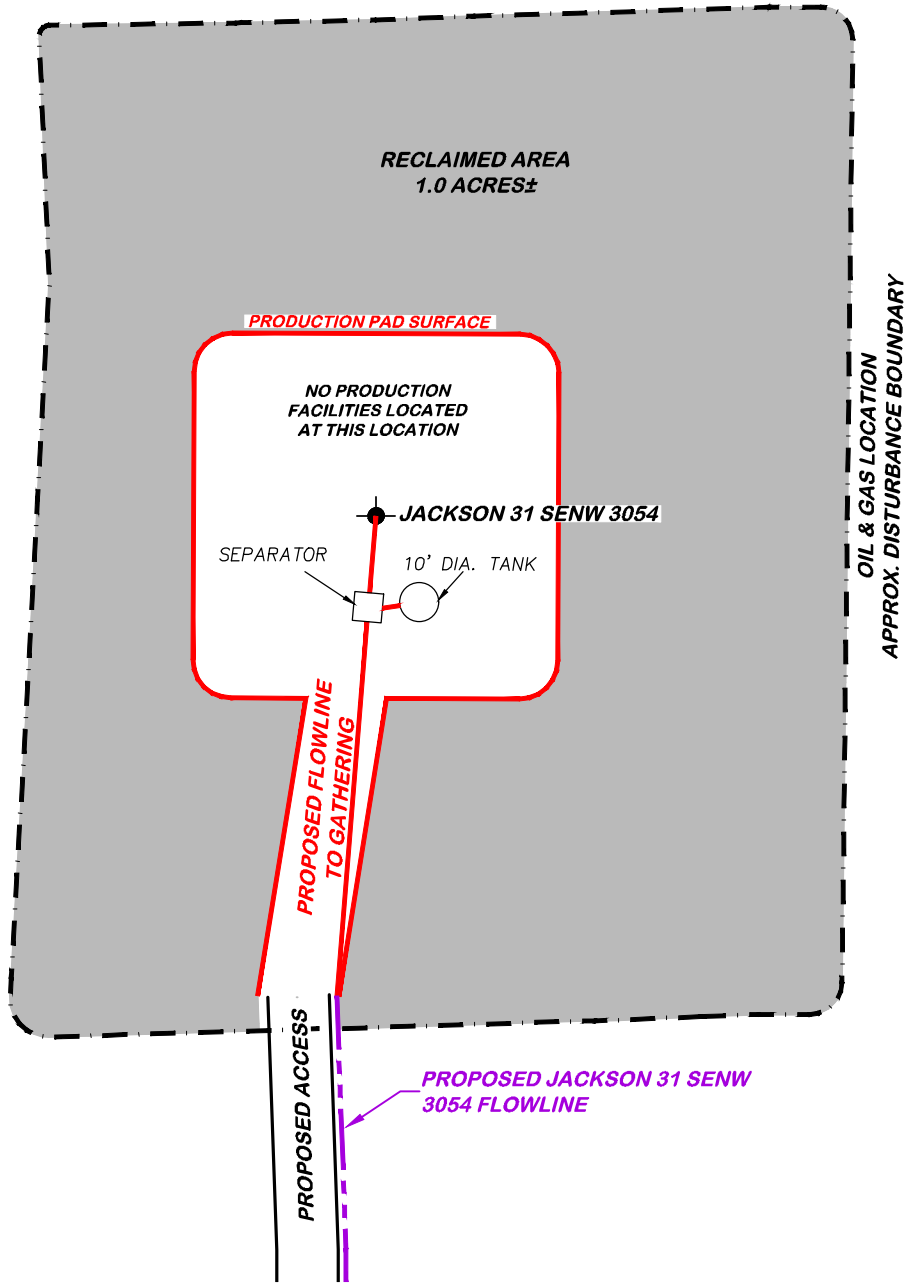 RECLAIMED AREA
1.0 ACRES±
PRODUCTION PAD SURFACE
NO PRODUCTION
FACILITIES LOCATED
AT THIS LOCATION
JACKSON 31 SENW 3054
SEPARATOR
10' DIA. TANK
OIL & GAS LOCATION
APPROX. DISTURBANCE BOUNDARY
PROPOSED FLOWLINE
TO GATHERING
PROPOSED ACCESS
PROPOSED JACKSON 31 SENW
3054 FLOWLINE